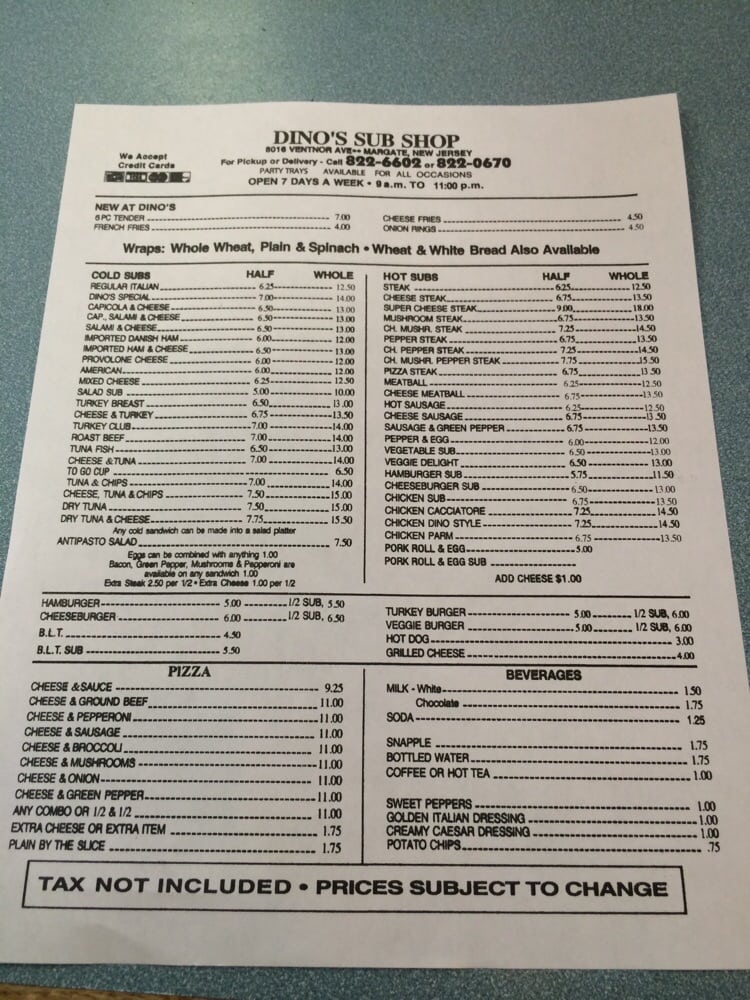 DINO'S SUB SHOP
8016 VENTNOR AVE•• MARGATE, NEW JERSEY
We Accept
Credit Cards
For Pickup or Delivery - Call 822-6602 or 822-0670
PARTY TRAYS AVAILABLE FOR ALL OCCASIONS
OPEN 7 DAYS A WEEK • 9 a.m. TO 11:00 p.m.
NEW AT DINO'S
6 PC TENDER 7.00
FRENCH FRIES 4.00
CHEESE FRIES 4.50
ONION RINGS 4.50
Wraps: Whole Wheat, Plain & Spinach • Wheat & White Bread Also Available
COLD SUBS HALF WHOLE
REGULAR ITALIAN 6.25 12.50
DINO'S SPECIAL 7.00 14.00
CAPICOLA & CHEESE 6.50 13.00
CAP., SALAMI & CHEESE 6.50 13.00
SALAMI & CHEESE 6.50 13.00
IMPORTED DANISH HAM 6.00 12.00
IMPORTED HAM & CHEESE 6.50 13.00
PROVOLONE CHEESE 6.00 12.00
AMERICAN 6.00 12.00
MIXED CHEESE 6.25 12.50
SALAD SUB 5.00 10.00
TURKEY BREAST 6.50 13.00
CHEESE & TURKEY 6.75 13.50
TURKEY CLUB 7.00 14.00
ROAST BEEF 7.00 14.00
TUNA FISH 6.50 13.00
CHEESE & TUNA 7.00 14.00
TO GO CUP 6.50
TUNA & CHIPS 7.00 14.00
CHEESE, TUNA & CHIPS 7.50 15.00
DRY TUNA 7.50 15.00
DRY TUNA & CHEESE 7.75 15.50
Any cold sandwich can be made into a salad platter
ANTIPASTO SALAD 7.50
Eggs can be combined with anything 1.00
Bacon, Green Pepper, Mushrooms & Pepperoni are
available on any sandwich 1.00
Extra Steak 2.50 per 1/2 • Extra Cheese 1.00 per 1/2
HOT SUBS HALF WHOLE
STEAK 6.25 12.50
CHEESE STEAK 6.75 13.50
SUPER CHEESE STEAK 9.00 18.00
MUSHROOM STEAK 6.75 13.50
CH. MUSHR. STEAK 7.25 14.50
PEPPER STEAK 6.75 13.50
CH. PEPPER STEAK 7.25 14.50
CH. MUSHR. PEPPER STEAK 7.75 15.50
PIZZA STEAK 6.75 13.50
MEATBALL 6.25 12.50
CHEESE MEATBALL 6.75 13.50
HOT SAUSAGE 6.25 12.50
CHEESE SAUSAGE 6.75 13.50
SAUSAGE & GREEN PEPPER 6.75 13.50
PEPPER & EGG 6.00 12.00
VEGETABLE SUB 6.50 13.00
VEGGIE DELIGHT 6.50 13.00
HAMBURGER SUB 5.75 11.50
CHEESEBURGER SUB 6.50 13.00
CHICKEN SUB 6.75 13.50
CHICKEN CACCIATORE 7.25 14.50
CHICKEN DINO STYLE 7.25 14.50
CHICKEN PARM 6.75 13.50
PORK ROLL & EGG 5.00
PORK ROLL & EGG SUB
ADD CHEESE $1.00
HAMBURGER 5.00 1/2 SUB, 5.50
CHEESEBURGER 6.00 1/2 SUB, 6.50
B.L.T. 4.50
B.L.T. SUB 5.50
TURKEY BURGER 5.00 1/2 SUB, 6.00
VEGGIE BURGER 5.00 1/2 SUB, 6.00
HOT DOG 3.00
GRILLED CHEESE 4.00
PIZZA
CHEESE & SAUCE 9.25
CHEESE & GROUND BEEF 11.00
CHEESE & PEPPERONI 11.00
CHEESE & SAUSAGE 11.00
CHEESE & BROCCOLI 11.00
CHEESE & MUSHROOMS 11.00
CHEESE & ONION 11.00
CHEESE & GREEN PEPPER 11.00
ANY COMBO OR 1/2 & 1/2 11.00
EXTRA CHEESE OR EXTRA ITEM 1.75
PLAIN BY THE SLICE 1.75
BEVERAGES
MILK - White 1.50
Chocolate 1.75
SODA 1.25
SNAPPLE 1.75
BOTTLED WATER 1.75
COFFEE OR HOT TEA 1.00
SWEET PEPPERS 1.00
GOLDEN ITALIAN DRESSING 1.00
CREAMY CAESAR DRESSING 1.00
POTATO CHIPS .75
TAX NOT INCLUDED • PRICES SUBJECT TO CHANGE